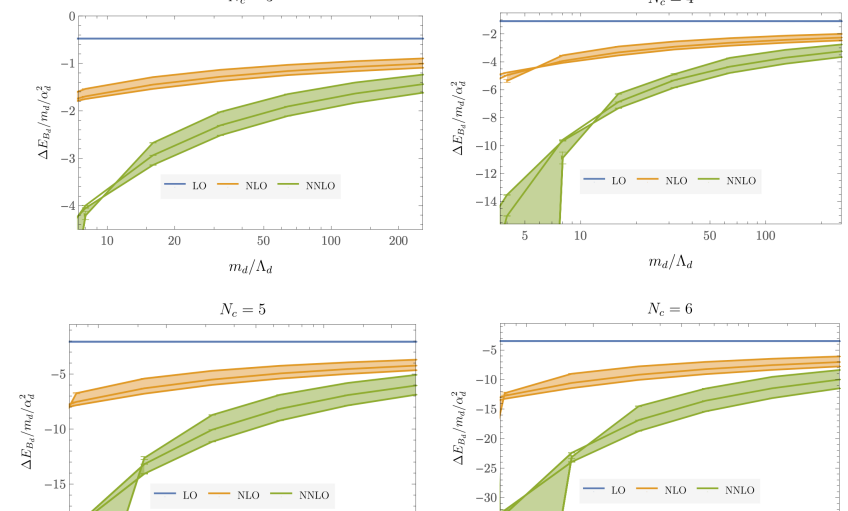 0
−1
−2
−3
−4
ΔE_{B_d}/m_d/α_d^2
LO NLO NNLO
10 20 50 100 200
m_d/Λ_d
−2
−4
−6
−8
−10
−12
−14
ΔE_{B_d}/m_d/α_d^2
LO NLO NNLO
5 10 50 100
m_d/Λ_d
N_c = 5
−5
−10
−15
ΔE_{B_d}/m_d/α_d^2
LO NLO NNLO
N_c = 6
−5
−10
−15
−20
−25
−30
ΔE_{B_d}/m_d/α_d^2
LO NLO NNLO